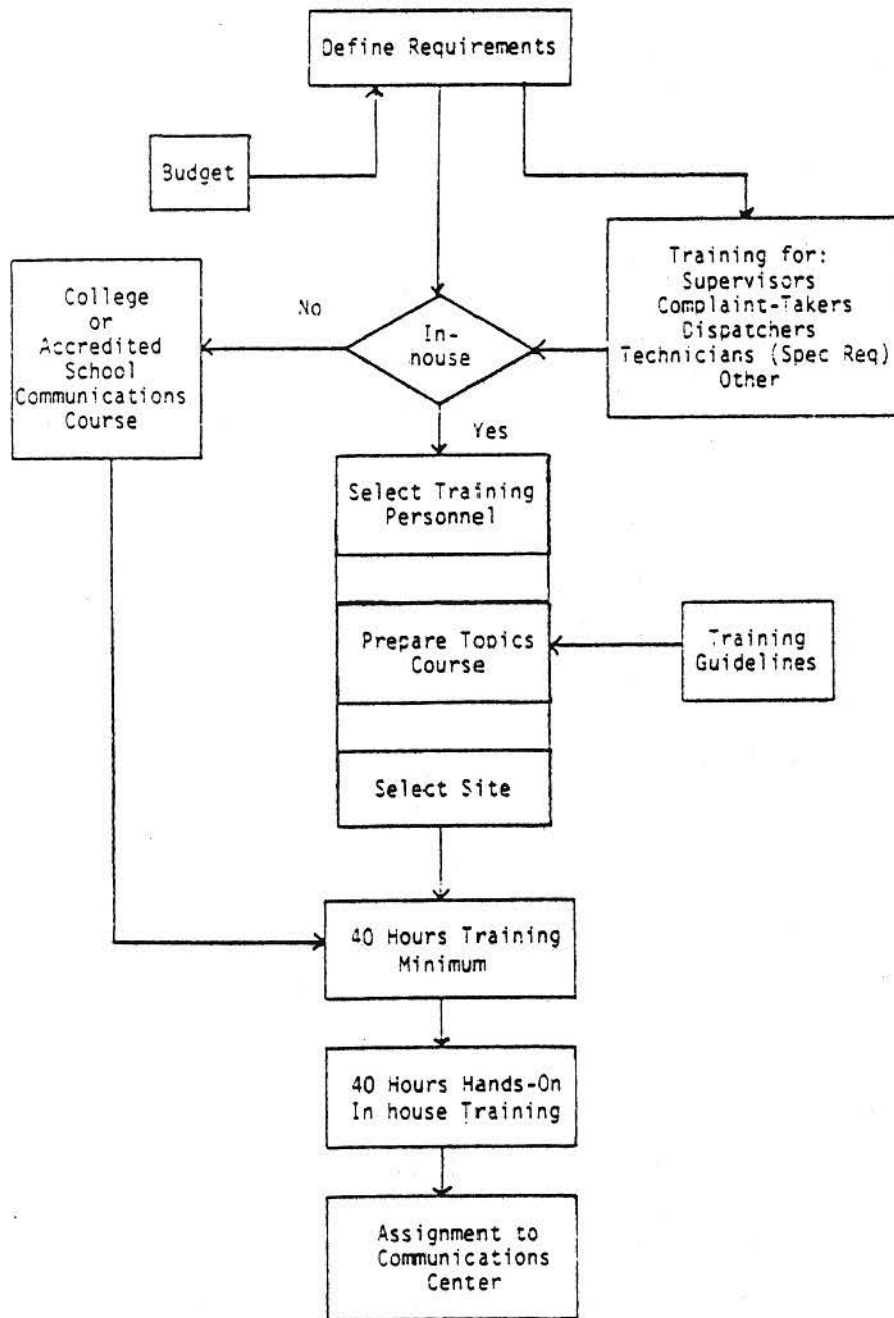 Define Requirements
Budget
Training for:
Supervisors
Complaint-Takers
Dispatchers
Technicians (Spec Req)
Other
College
or
Accredited
School
Communications
Course
No
In-
house
Yes
Select Training
Personnel
Prepare Topics
Course
Training
Guidelines
Select Site
40 Hours Training
Minimum
40 Hours Hands-On
In house Training
Assignment to
Communications
Center